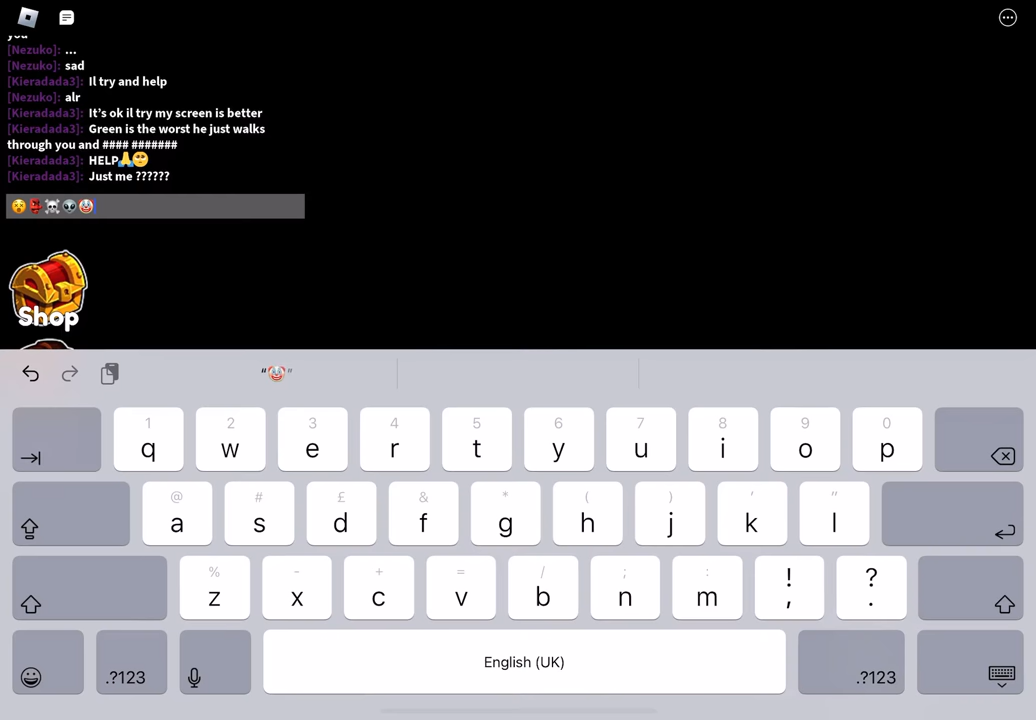 you
[Nezuko]: ...
[Nezuko]: sad
[Kieradada3]: Il try and help
[Nezuko]: alr
[Kieradada3]: It’s ok il try my screen is better
[Kieradada3]: Green is the worst he just walks
through you and #### #######
[Kieradada3]: HELP🙏🥺
[Kieradada3]: Just me ??????
😵👺☠️👽🤡
Shop
“🤡”
1 2 3 4 5 6 7 8 9 0
q w e r t y u i o p
@ # £ & * ( ) ' "
a s d f g h j k l
% - + = / ; : ! ?
z x c v b n m , .
.?123 English (UK) .?123